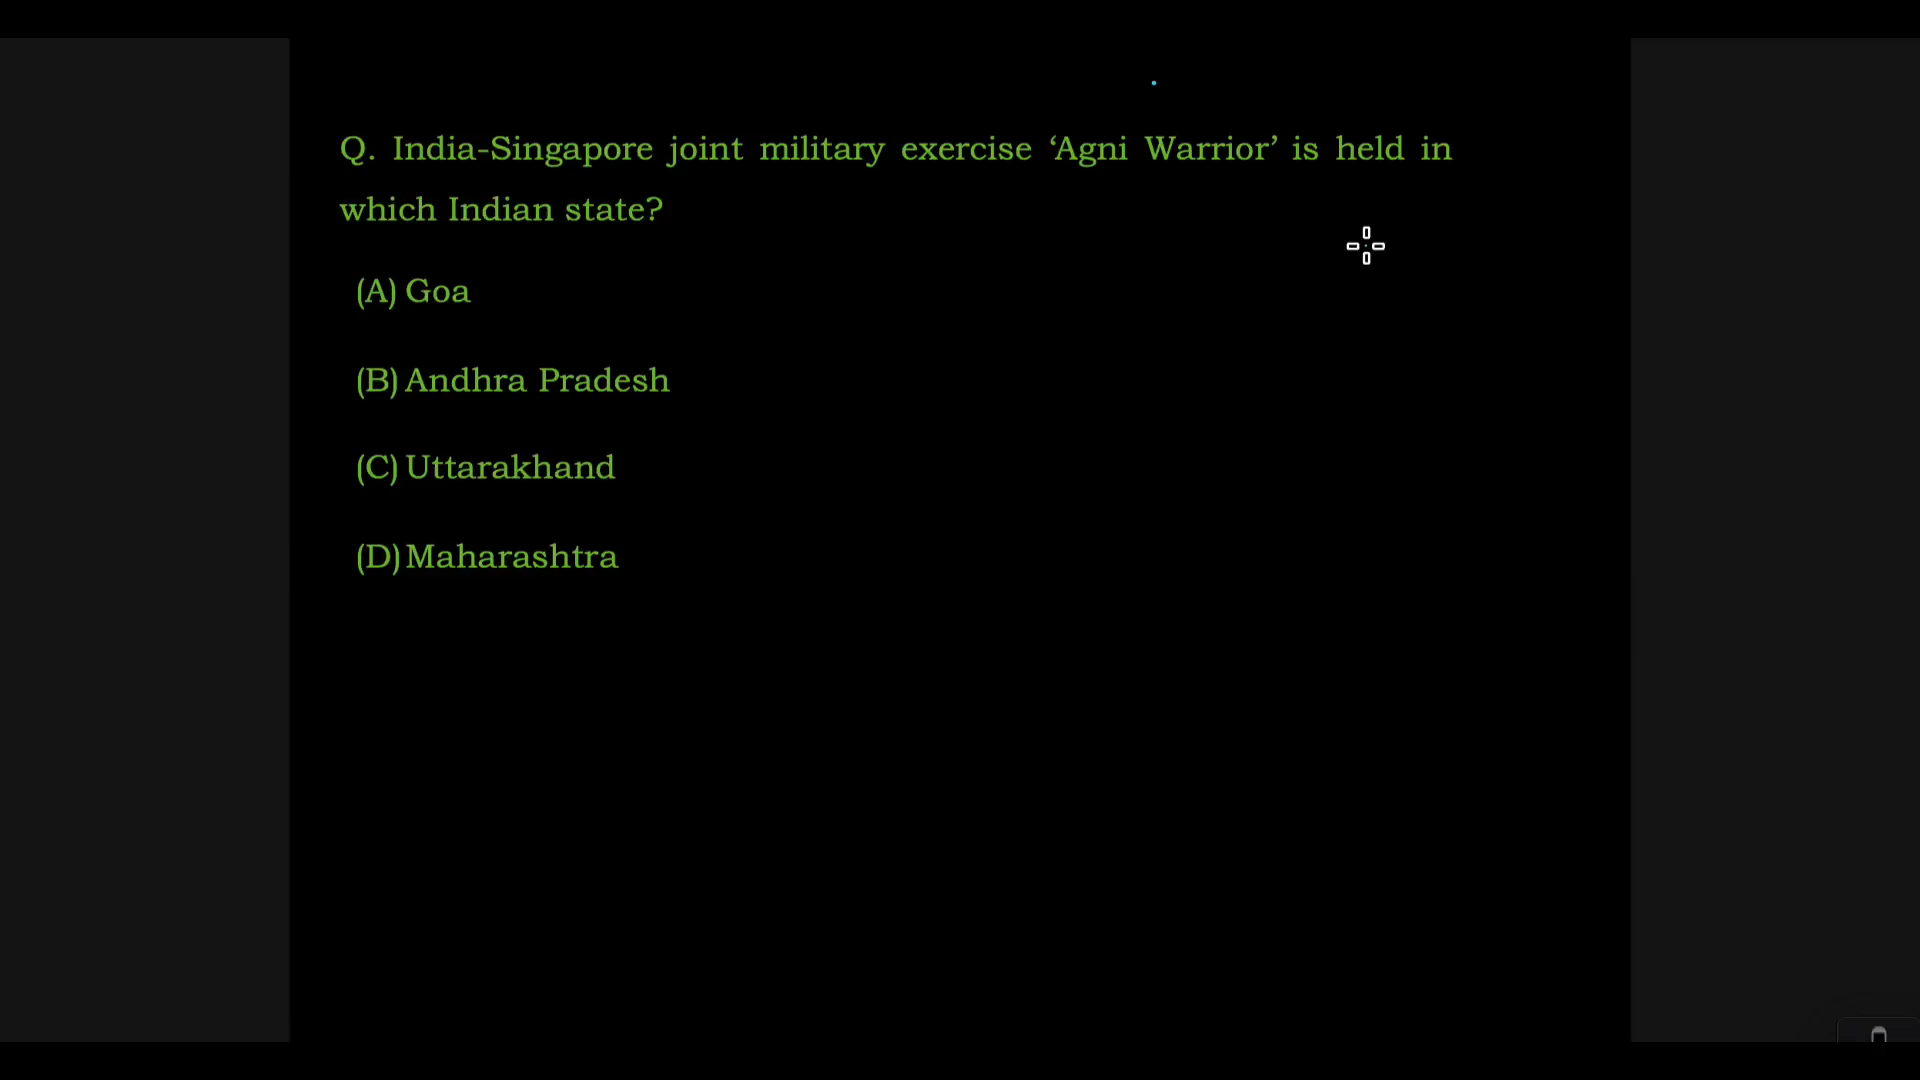 Q. India-Singapore joint military exercise ‘Agni Warrior’ is held in
which Indian state?
(A) Goa
(B) Andhra Pradesh
(C) Uttarakhand
(D) Maharashtra